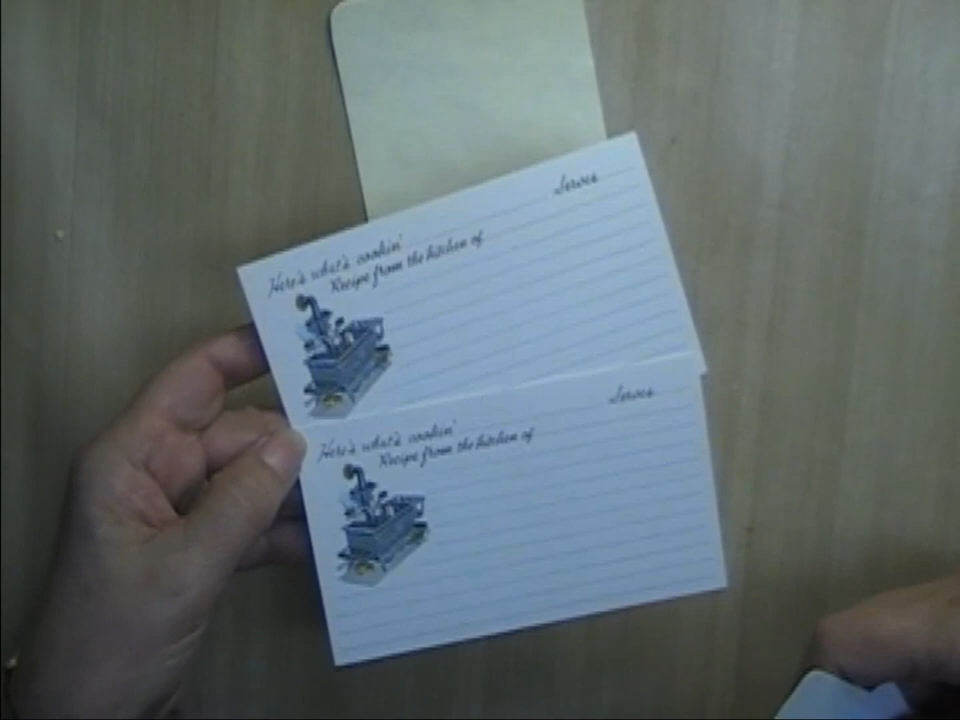 Serves
Here's what's cookin'
Recipe from the kitchen of
Serves
Here's what's cookin'
Recipe from the kitchen of